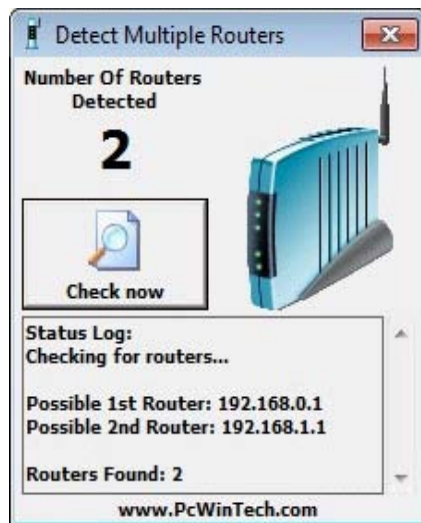 Detect Multiple Routers
Number Of Routers
Detected
2
Check now
Status Log:
Checking for routers...
Possible 1st Router: 192.168.0.1
Possible 2nd Router: 192.168.1.1
Routers Found: 2
www.PcWinTech.com